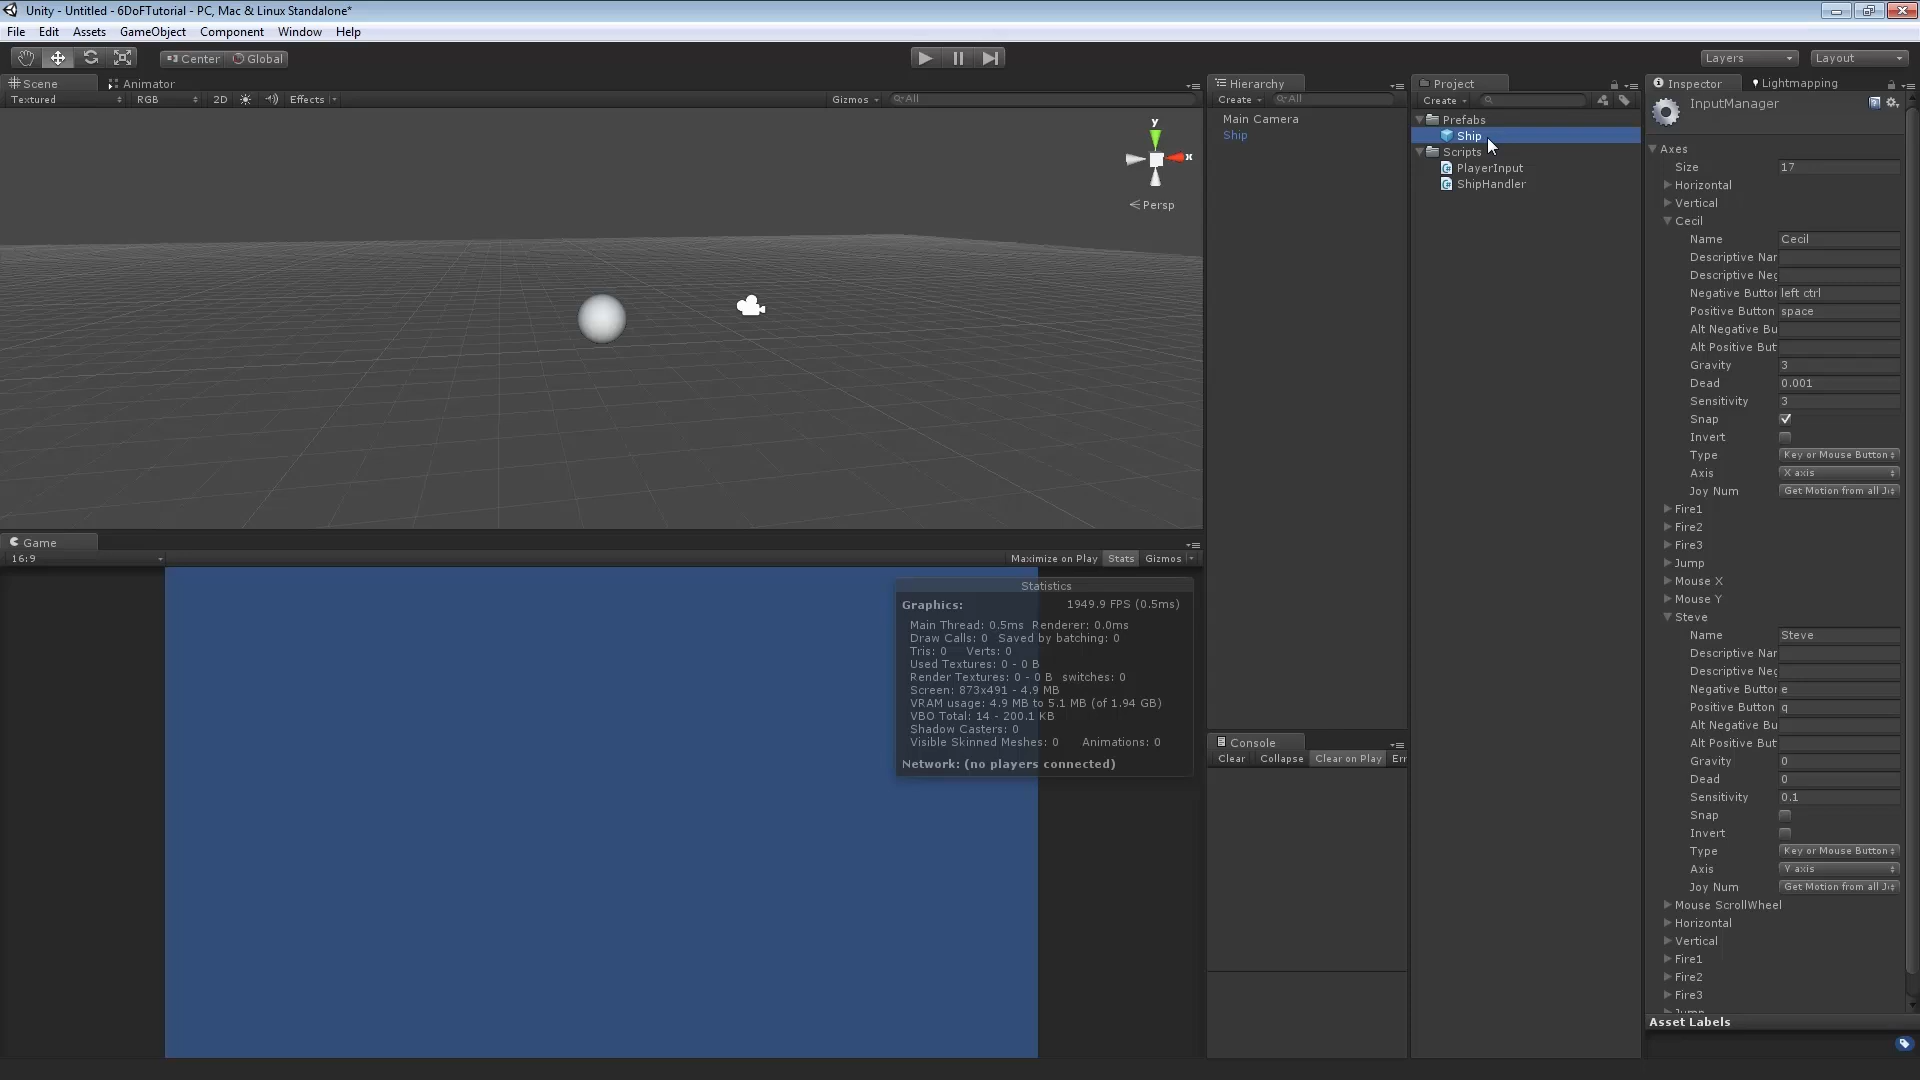 Unity - Untitled - 6DoFTutorial - PC, Mac & Linux Standalone*
File Edit Assets GameObject Component Window Help
Center Global Layers Layout
Scene Animator
Textured RGB 2D Effects Gizmos All
y
x
Persp
Game
16:9 Maximize on Play Stats Gizmos
Statistics
Graphics: 1949.9 FPS (0.5ms)
Main Thread: 0.5ms Renderer: 0.0ms
Draw Calls: 0 Saved by batching: 0
Tris: 0 Verts: 0
Used Textures: 0 - 0 B
Render Textures: 0 - 0 B switches: 0
Screen: 873x491 - 4.9 MB
VRAM usage: 4.9 MB to 5.1 MB (of 1.94 GB)
VBO Total: 14 - 200.1 KB
Shadow Casters: 0
Visible Skinned Meshes: 0 Animations: 0
Network: (no players connected)
Hierarchy
Create All
Main Camera
Ship
Console
Clear Collapse Clear on Play Err
Project
Create
Prefabs
Ship
Scripts
PlayerInput
ShipHandler
Inspector Lightmapping
InputManager
Axes
Size 17
Horizontal
Vertical
Cecil
Name Cecil
Descriptive Nar
Descriptive Neg
Negative Buttor left ctrl
Positive Button space
Alt Negative Bu
Alt Positive But
Gravity 3
Dead 0.001
Sensitivity 3
Snap
Invert
Type Key or Mouse Button
Axis X axis
Joy Num Get Motion from all J
Fire1
Fire2
Fire3
Jump
Mouse X
Mouse Y
Steve
Name Steve
Descriptive Nar
Descriptive Neg
Negative Buttor e
Positive Button q
Alt Negative Bu
Alt Positive But
Gravity 0
Dead 0
Sensitivity 0.1
Snap
Invert
Type Key or Mouse Button
Axis Y axis
Joy Num Get Motion from all J
Mouse ScrollWheel
Horizontal
Vertical
Fire1
Fire2
Fire3
Jump
Asset Labels